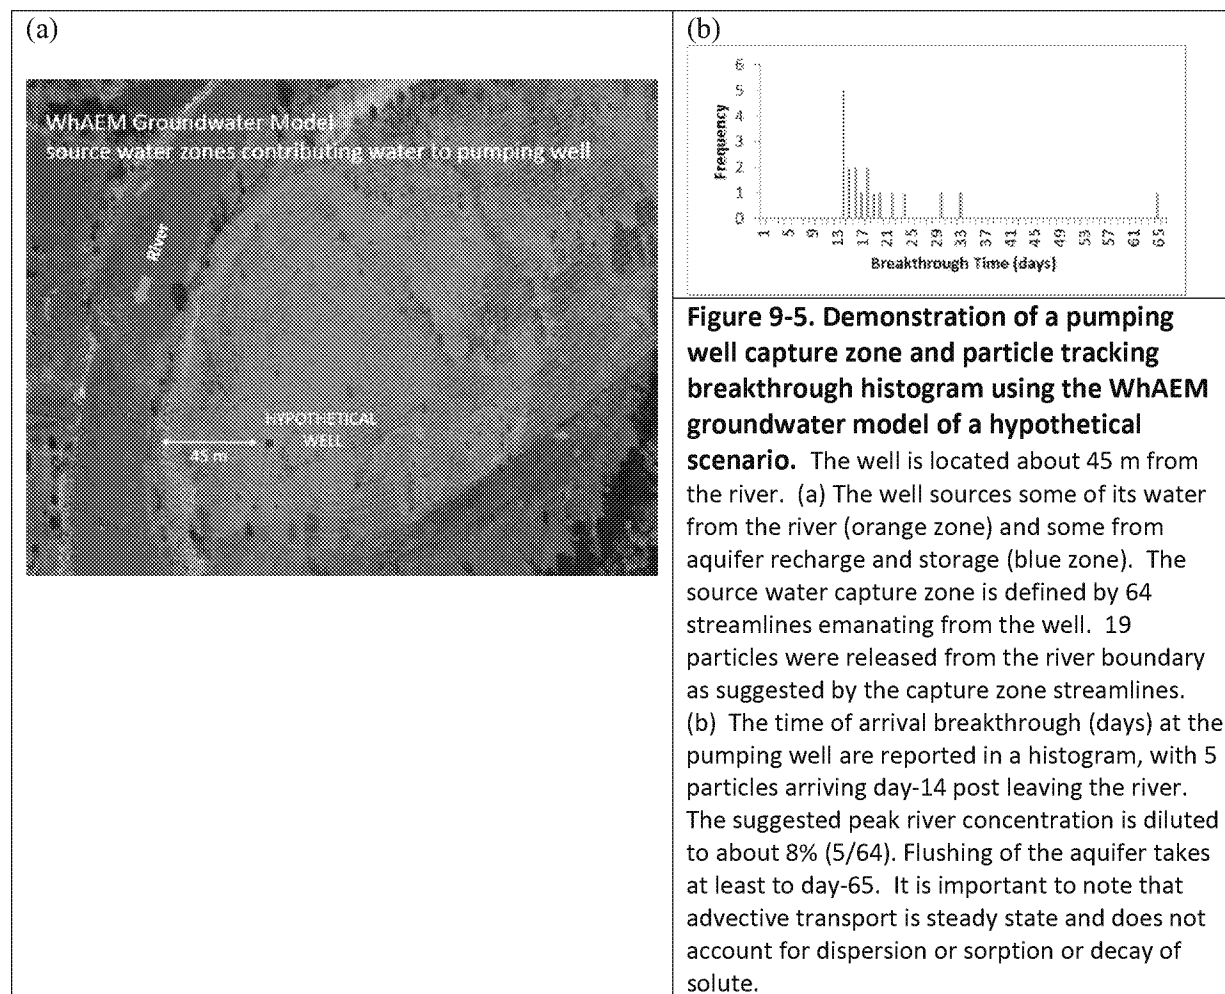 (a)
WhAEM Groundwater Model
source water zones contributing water to pumping well
River
HYPOTHETICAL
WELL
45 m
(b)
Frequency
6
5
4
3
2
1
0
1 5 9 13 17 21 25 29 33 37 41 45 49 53 57 61 65
Breakthrough Time (days)
Figure 9-5. Demonstration of a pumping
well capture zone and particle tracking
breakthrough histogram using the WhAEM
groundwater model of a hypothetical
scenario. The well is located about 45 m from
the river. (a) The well sources some of its water
from the river (orange zone) and some from
aquifer recharge and storage (blue zone). The
source water capture zone is defined by 64
streamlines emanating from the well. 19
particles were released from the river boundary
as suggested by the capture zone streamlines.
(b) The time of arrival breakthrough (days) at the
pumping well are reported in a histogram, with 5
particles arriving day-14 post leaving the river.
The suggested peak river concentration is diluted
to about 8% (5/64). Flushing of the aquifer takes
at least to day-65. It is important to note that
advective transport is steady state and does not
account for dispersion or sorption or decay of
solute.